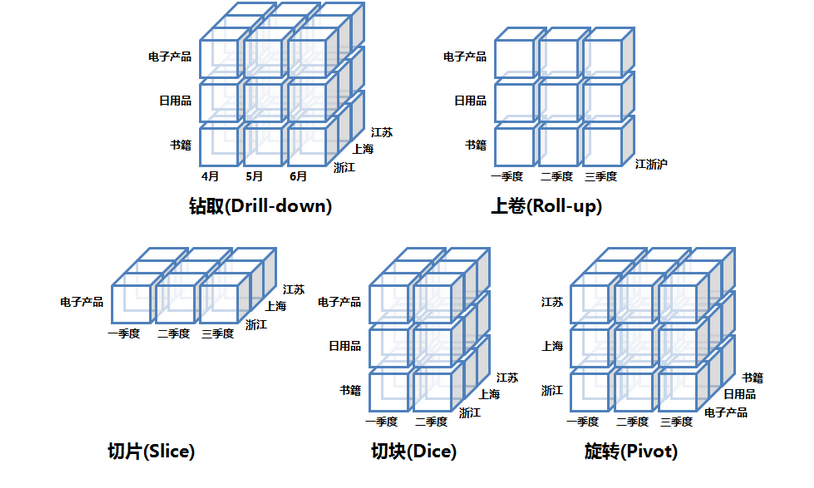 电子产品
日用品
书籍
4月 5月 6月
浙江
上海
江苏
钻取(Drill-down)
电子产品
日用品
书籍
一季度 二季度 三季度
江浙沪
上卷(Roll-up)
电子产品
一季度 二季度 三季度
浙江
上海
江苏
切片(Slice)
电子产品
日用品
书籍
一季度 二季度
浙江
上海
江苏
切块(Dice)
江苏
上海
浙江
一季度 二季度 三季度
电子产品
日用品
书籍
旋转(Pivot)